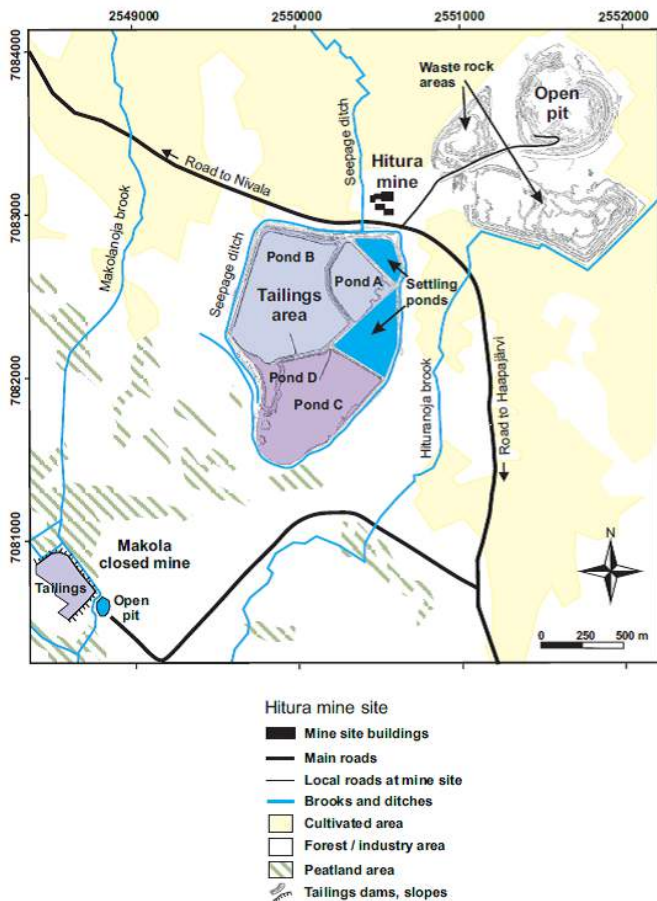 2549000
2550000
2551000
2552000
7084000
7083000
7082000
7081000
Waste rock
areas
Open
pit
Seepage ditch
Road to Nivala
Hitura
mine
Makolanoja brook
Seepage ditch
Pond B
Pond A
Settling
ponds
Tailings
area
Pond D
Pond C
Hituranoja brook
Road to Haapajärvi
Makola
closed mine
Tailings
Open
pit
N
0 250 500 m
Hitura mine site
Mine site buildings
Main roads
Local roads at mine site
Brooks and ditches
Cultivated area
Forest / industry area
Peatland area
Tailings dams, slopes